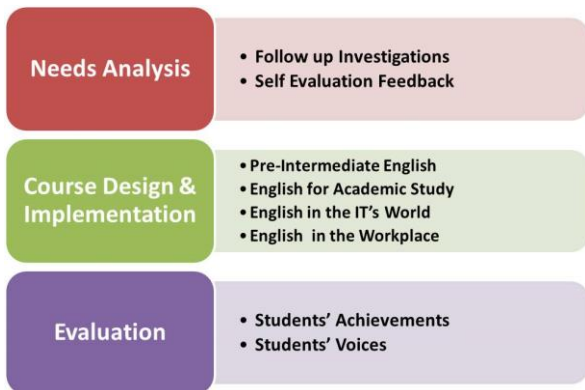 Needs Analysis
• Follow up Investigations
• Self Evaluation Feedback
Course Design &
Implementation
• Pre-Intermediate English
• English for Academic Study
• English in the IT's World
• English in the Workplace
Evaluation
• Students' Achievements
• Students' Voices